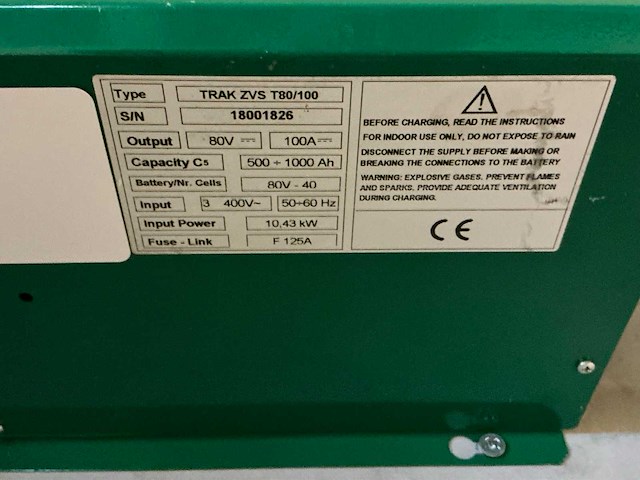 Type TRAK ZVS T80/100
S/N 18001826
Output 80V ⎓ 100A ⎓
Capacity C5 500 ÷ 1000 Ah
Battery/Nr. Cells 80V - 40
Input 3 400V~ 50÷60 Hz
Input Power 10,43 kW
Fuse - Link F 125A
BEFORE CHARGING, READ THE INSTRUCTIONS
FOR INDOOR USE ONLY, DO NOT EXPOSE TO RAIN
DISCONNECT THE SUPPLY BEFORE MAKING OR
BREAKING THE CONNECTIONS TO THE BATTERY
WARNING: EXPLOSIVE GASES. PREVENT FLAMES
AND SPARKS. PROVIDE ADEQUATE VENTILATION
DURING CHARGING.
CE